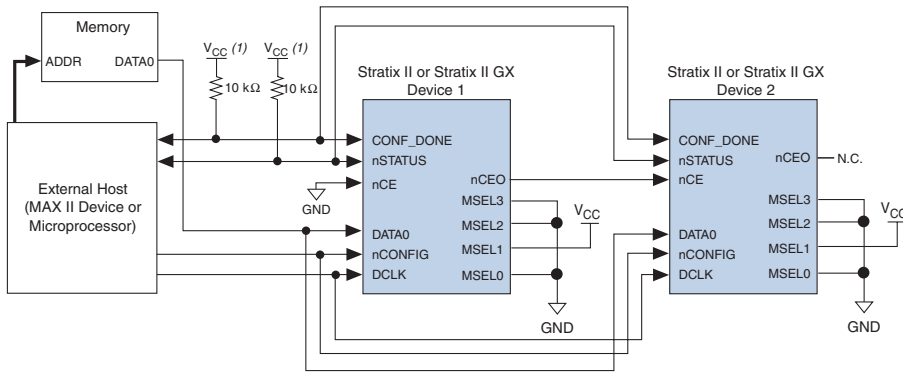 Memory
ADDR
DATA0
VCC (1)
VCC (1)
10 kΩ
10 kΩ
External Host
(MAX II Device or
Microprocessor)
Stratix II or Stratix II GX
Device 1
CONF_DONE
nSTATUS
nCE
GND
DATA0
nCONFIG
DCLK
nCEO
MSEL3
MSEL2
MSEL1
MSEL0
VCC
GND
Stratix II or Stratix II GX
Device 2
CONF_DONE
nSTATUS
nCE
DATA0
nCONFIG
DCLK
nCEO
N.C.
MSEL3
MSEL2
MSEL1
MSEL0
VCC
GND